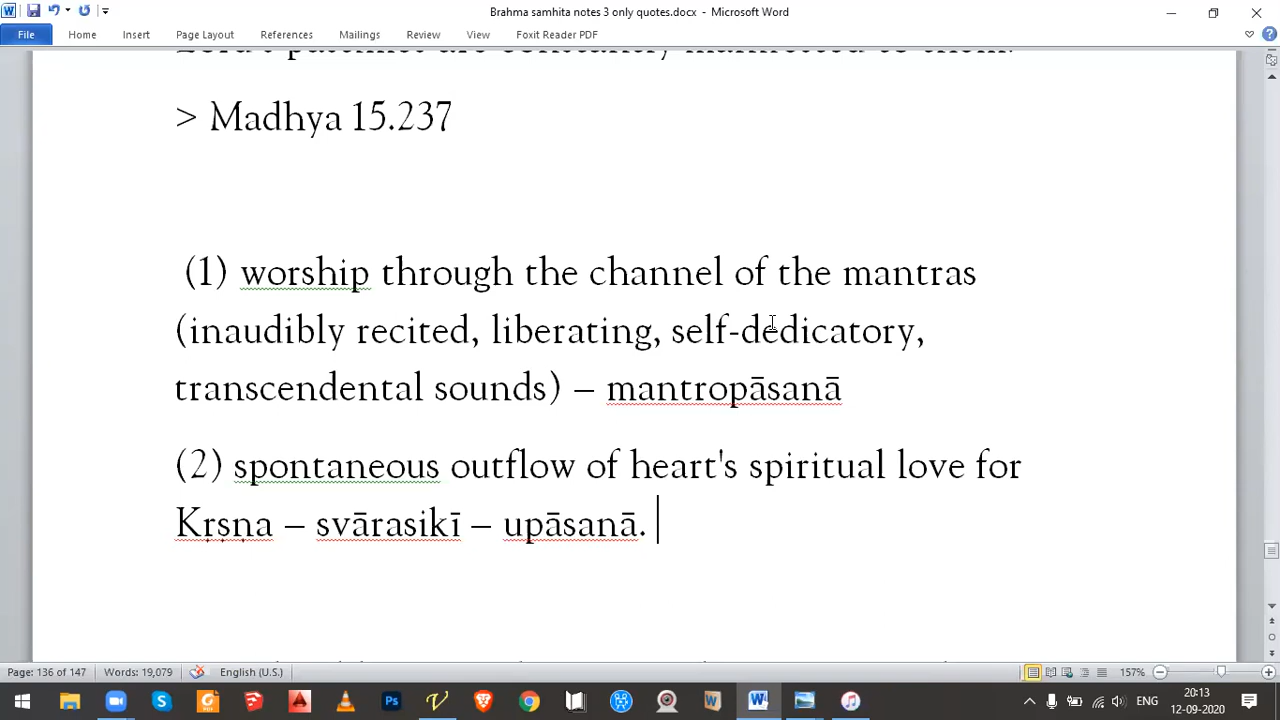 Brahma samhita notes 3 only quotes.docx - Microsoft Word
File Home Insert Page Layout References Mailings Review View Foxit Reader PDF
> Madhya 15.237
(1) worship through the channel of the mantras
(inaudibly recited, liberating, self-dedicatory,
transcendental sounds) – mantropāsanā
(2) spontaneous outflow of heart's spiritual love for
Kṛṣṇa – svārasikī – upāsanā.
Page: 136 of 147 Words: 19,079 English (U.S.) 157%
ENG 20:13
12-09-2020